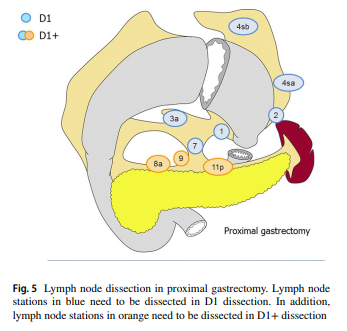 D1
D1+
4sb
4sa
2
3a
1
7
9
8a
11p
Proximal gastrectomy
Fig. 5 Lymph node dissection in proximal gastrectomy. Lymph node
stations in blue need to be dissected in D1 dissection. In addition,
lymph node stations in orange need to be dissected in D1+ dissection